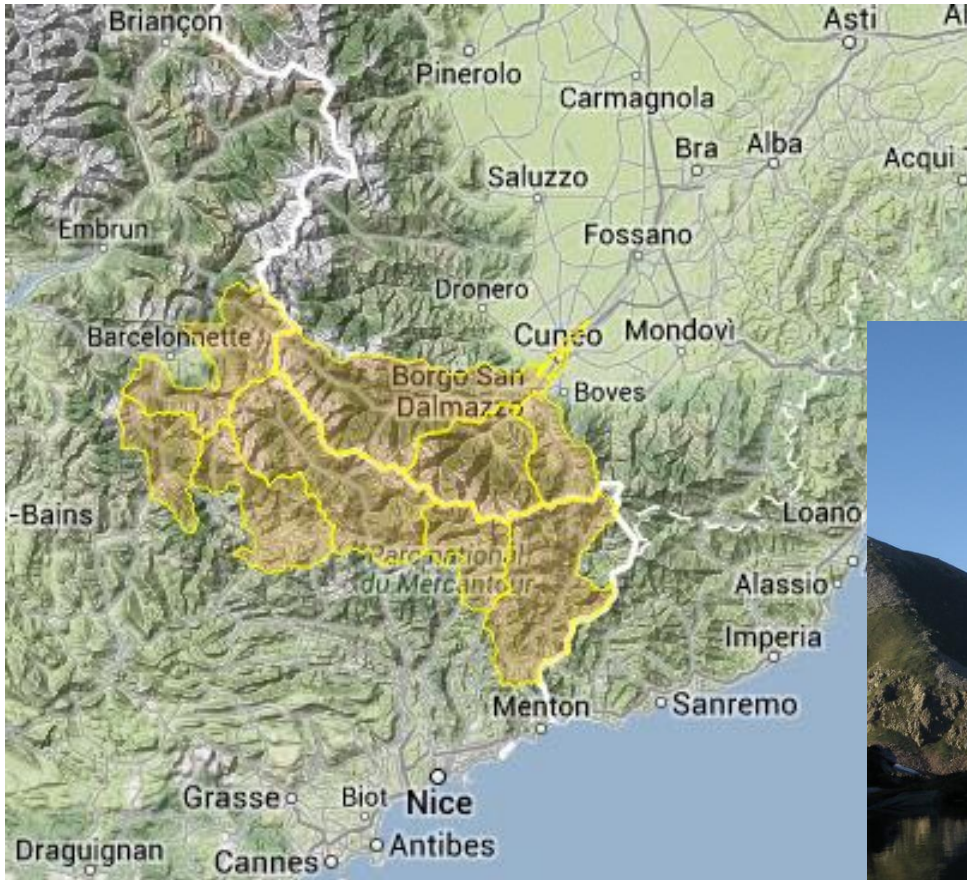 Briançon
Asti
Al
Pinerolo
Carmagnola
Bra
Alba
Acqui T
Saluzzo
Embrun
Fossano
Dronero
Barcelonnette
Cuneo
Mondovì
Borgo San
Dalmazzo
Boves
-Bains
Loano
Parc national
du Mercantour
Alassio
Imperia
Menton
Sanremo
Grasse
Biot
Nice
Draguignan
Cannes
Antibes